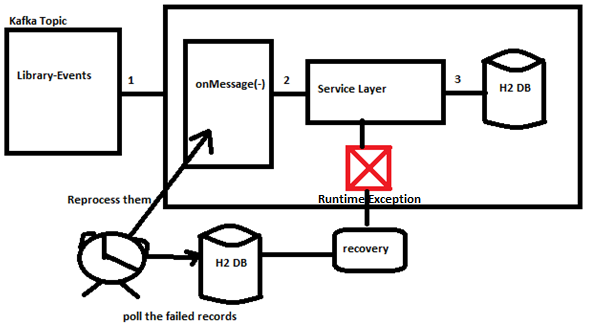 Kafka Topic
Library-Events
1
onMessage(-)
2
Service Layer
3
H2 DB
Runtime Exception
Reprocess them
recovery
H2 DB
poll the failed records